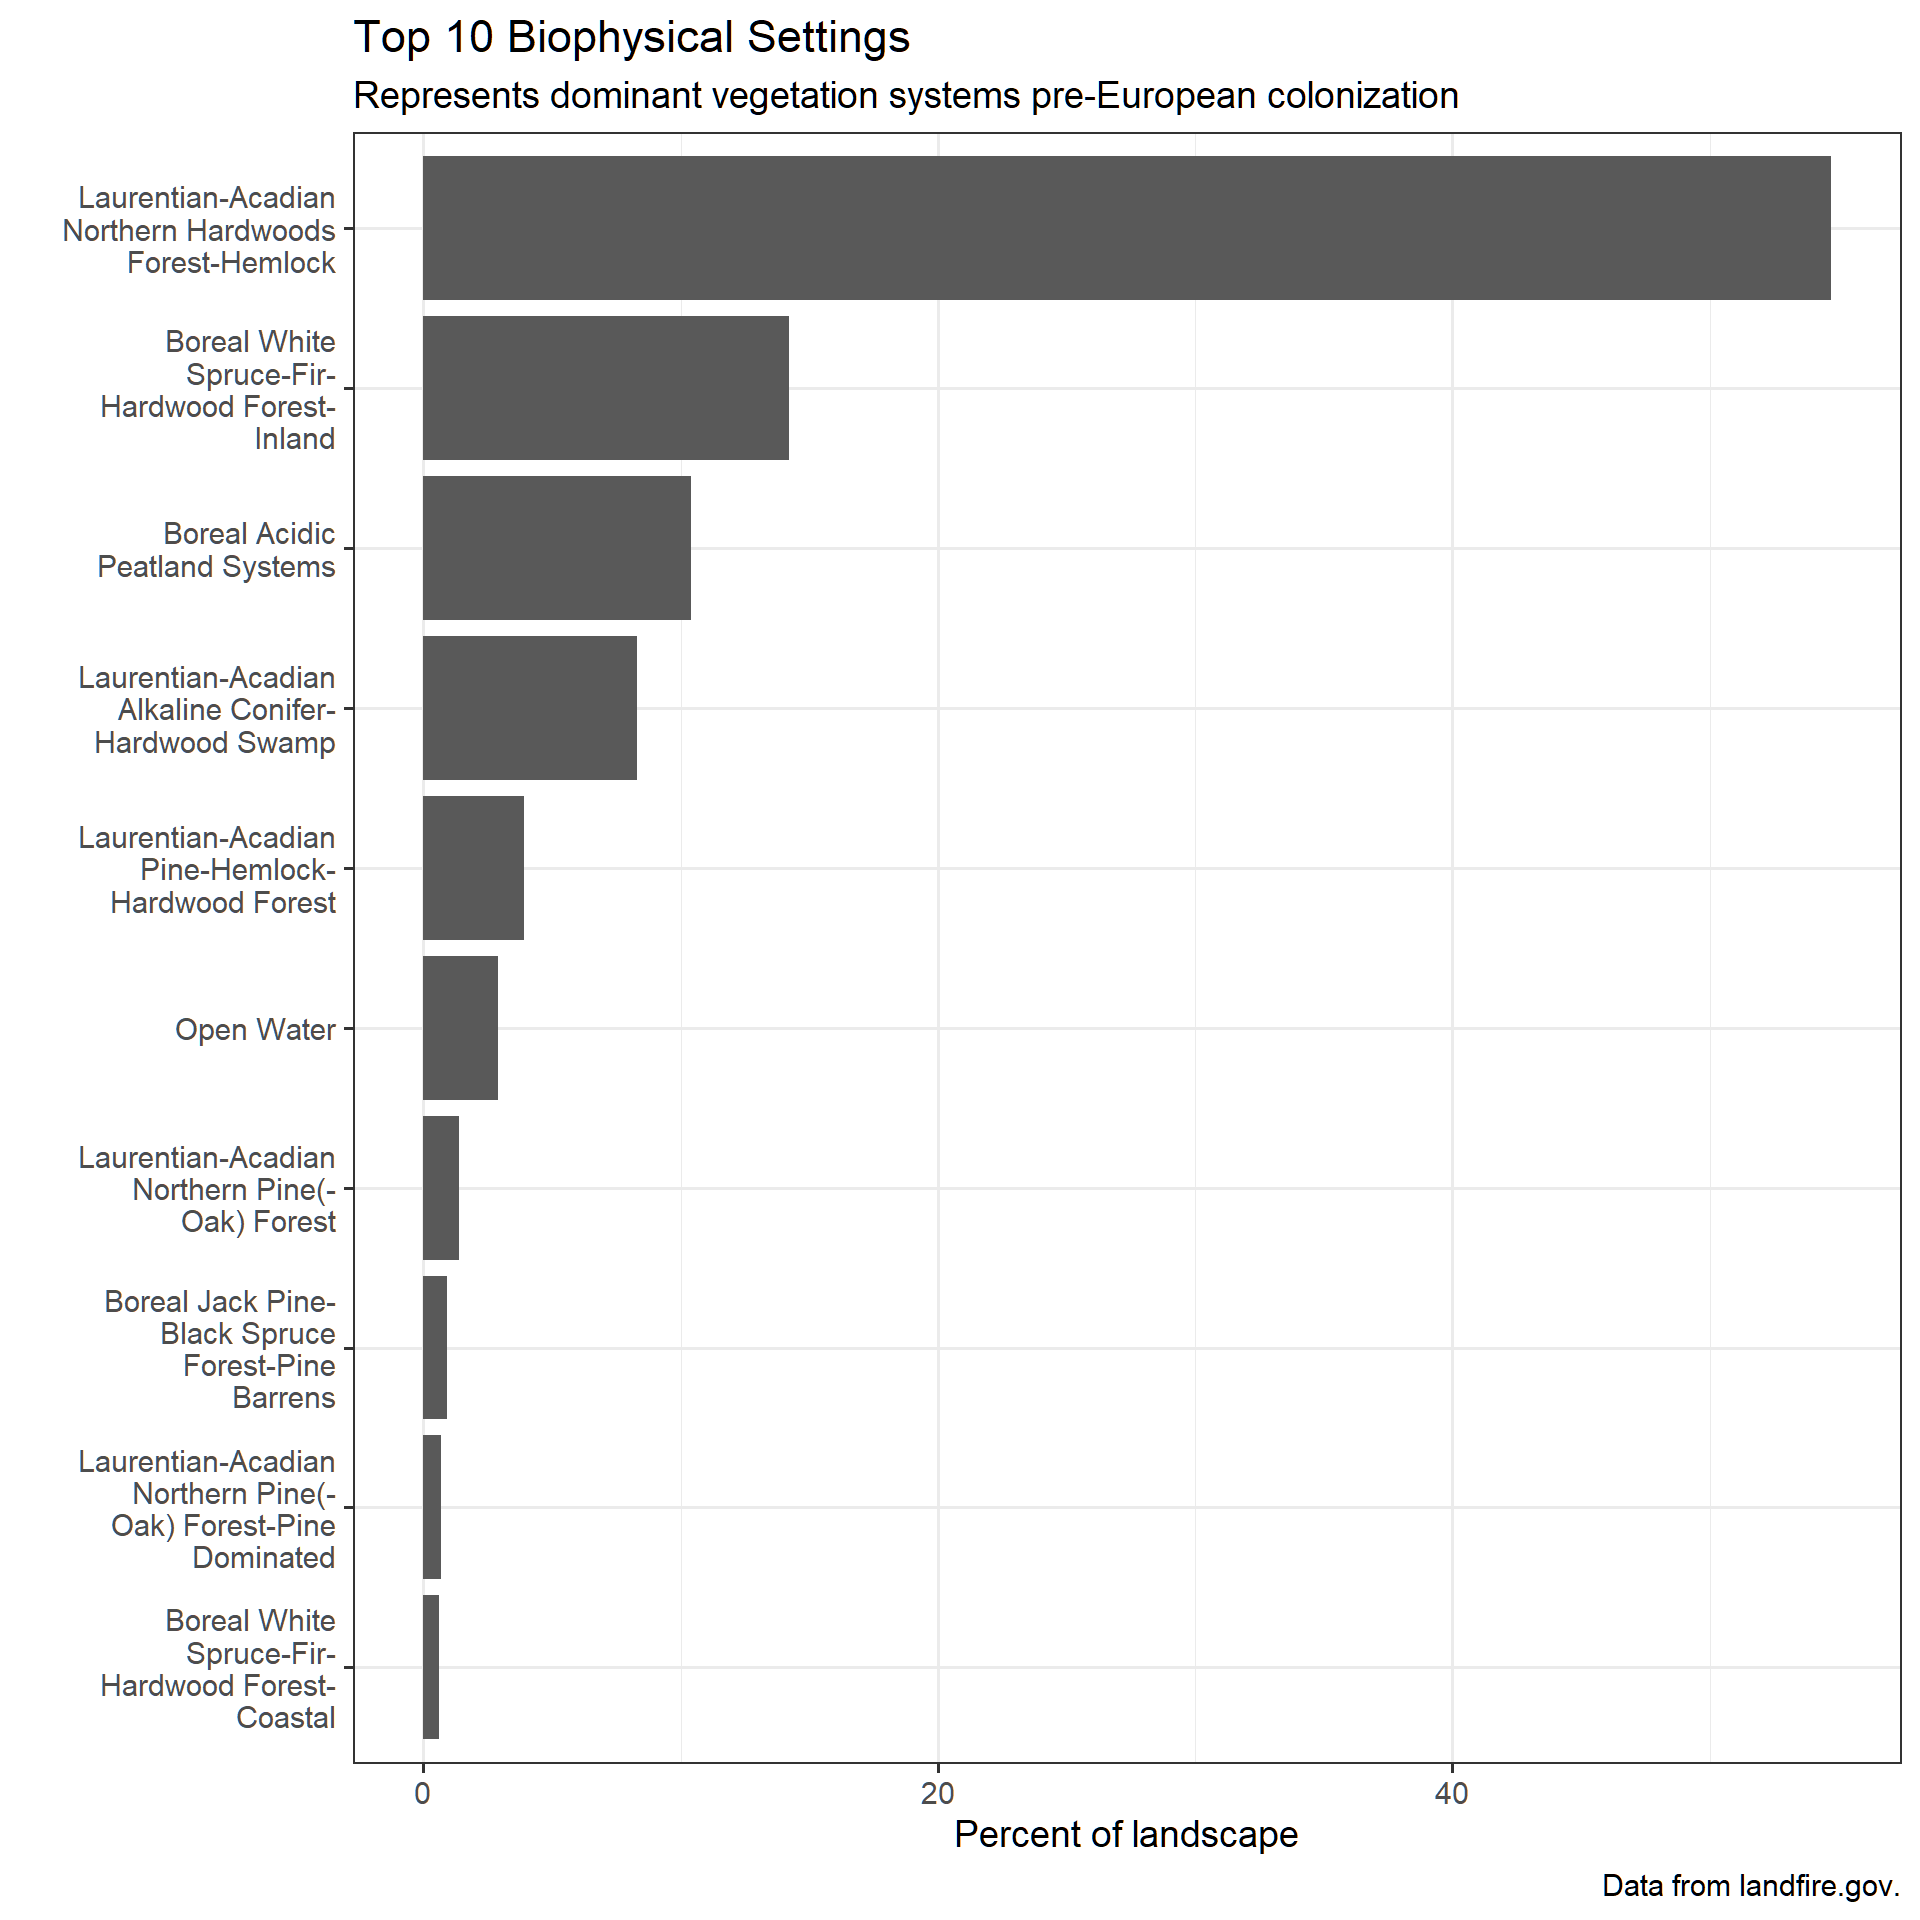 Top 10 Biophysical Settings
Represents dominant vegetation systems pre-European colonization
Laurentian-Acadian
Northern Hardwoods
Forest-Hemlock
Boreal White
Spruce-Fir-
Hardwood Forest-
Inland
Boreal Acidic
Peatland Systems
Laurentian-Acadian
Alkaline Conifer-
Hardwood Swamp
Laurentian-Acadian
Pine-Hemlock-
Hardwood Forest
Open Water
Laurentian-Acadian
Northern Pine(-
Oak) Forest
Boreal Jack Pine-
Black Spruce
Forest-Pine
Barrens
Laurentian-Acadian
Northern Pine(-
Oak) Forest-Pine
Dominated
Boreal White
Spruce-Fir-
Hardwood Forest-
Coastal
0 20 40
Percent of landscape
Data from landfire.gov.